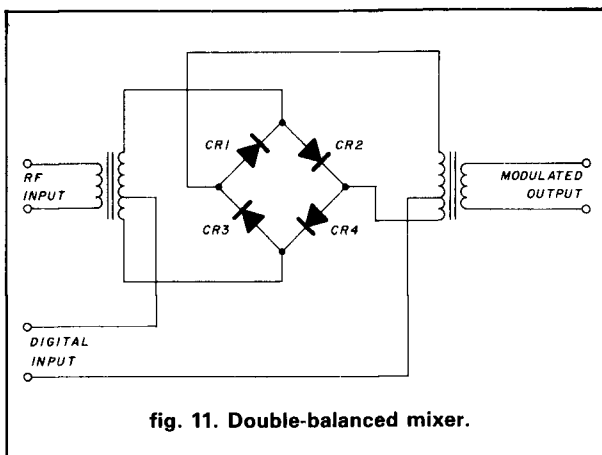 CR1
CR2
RF
INPUT
MODULATED
OUTPUT
CR3
CR4
DIGITAL
INPUT
fig. 11. Double-balanced mixer.